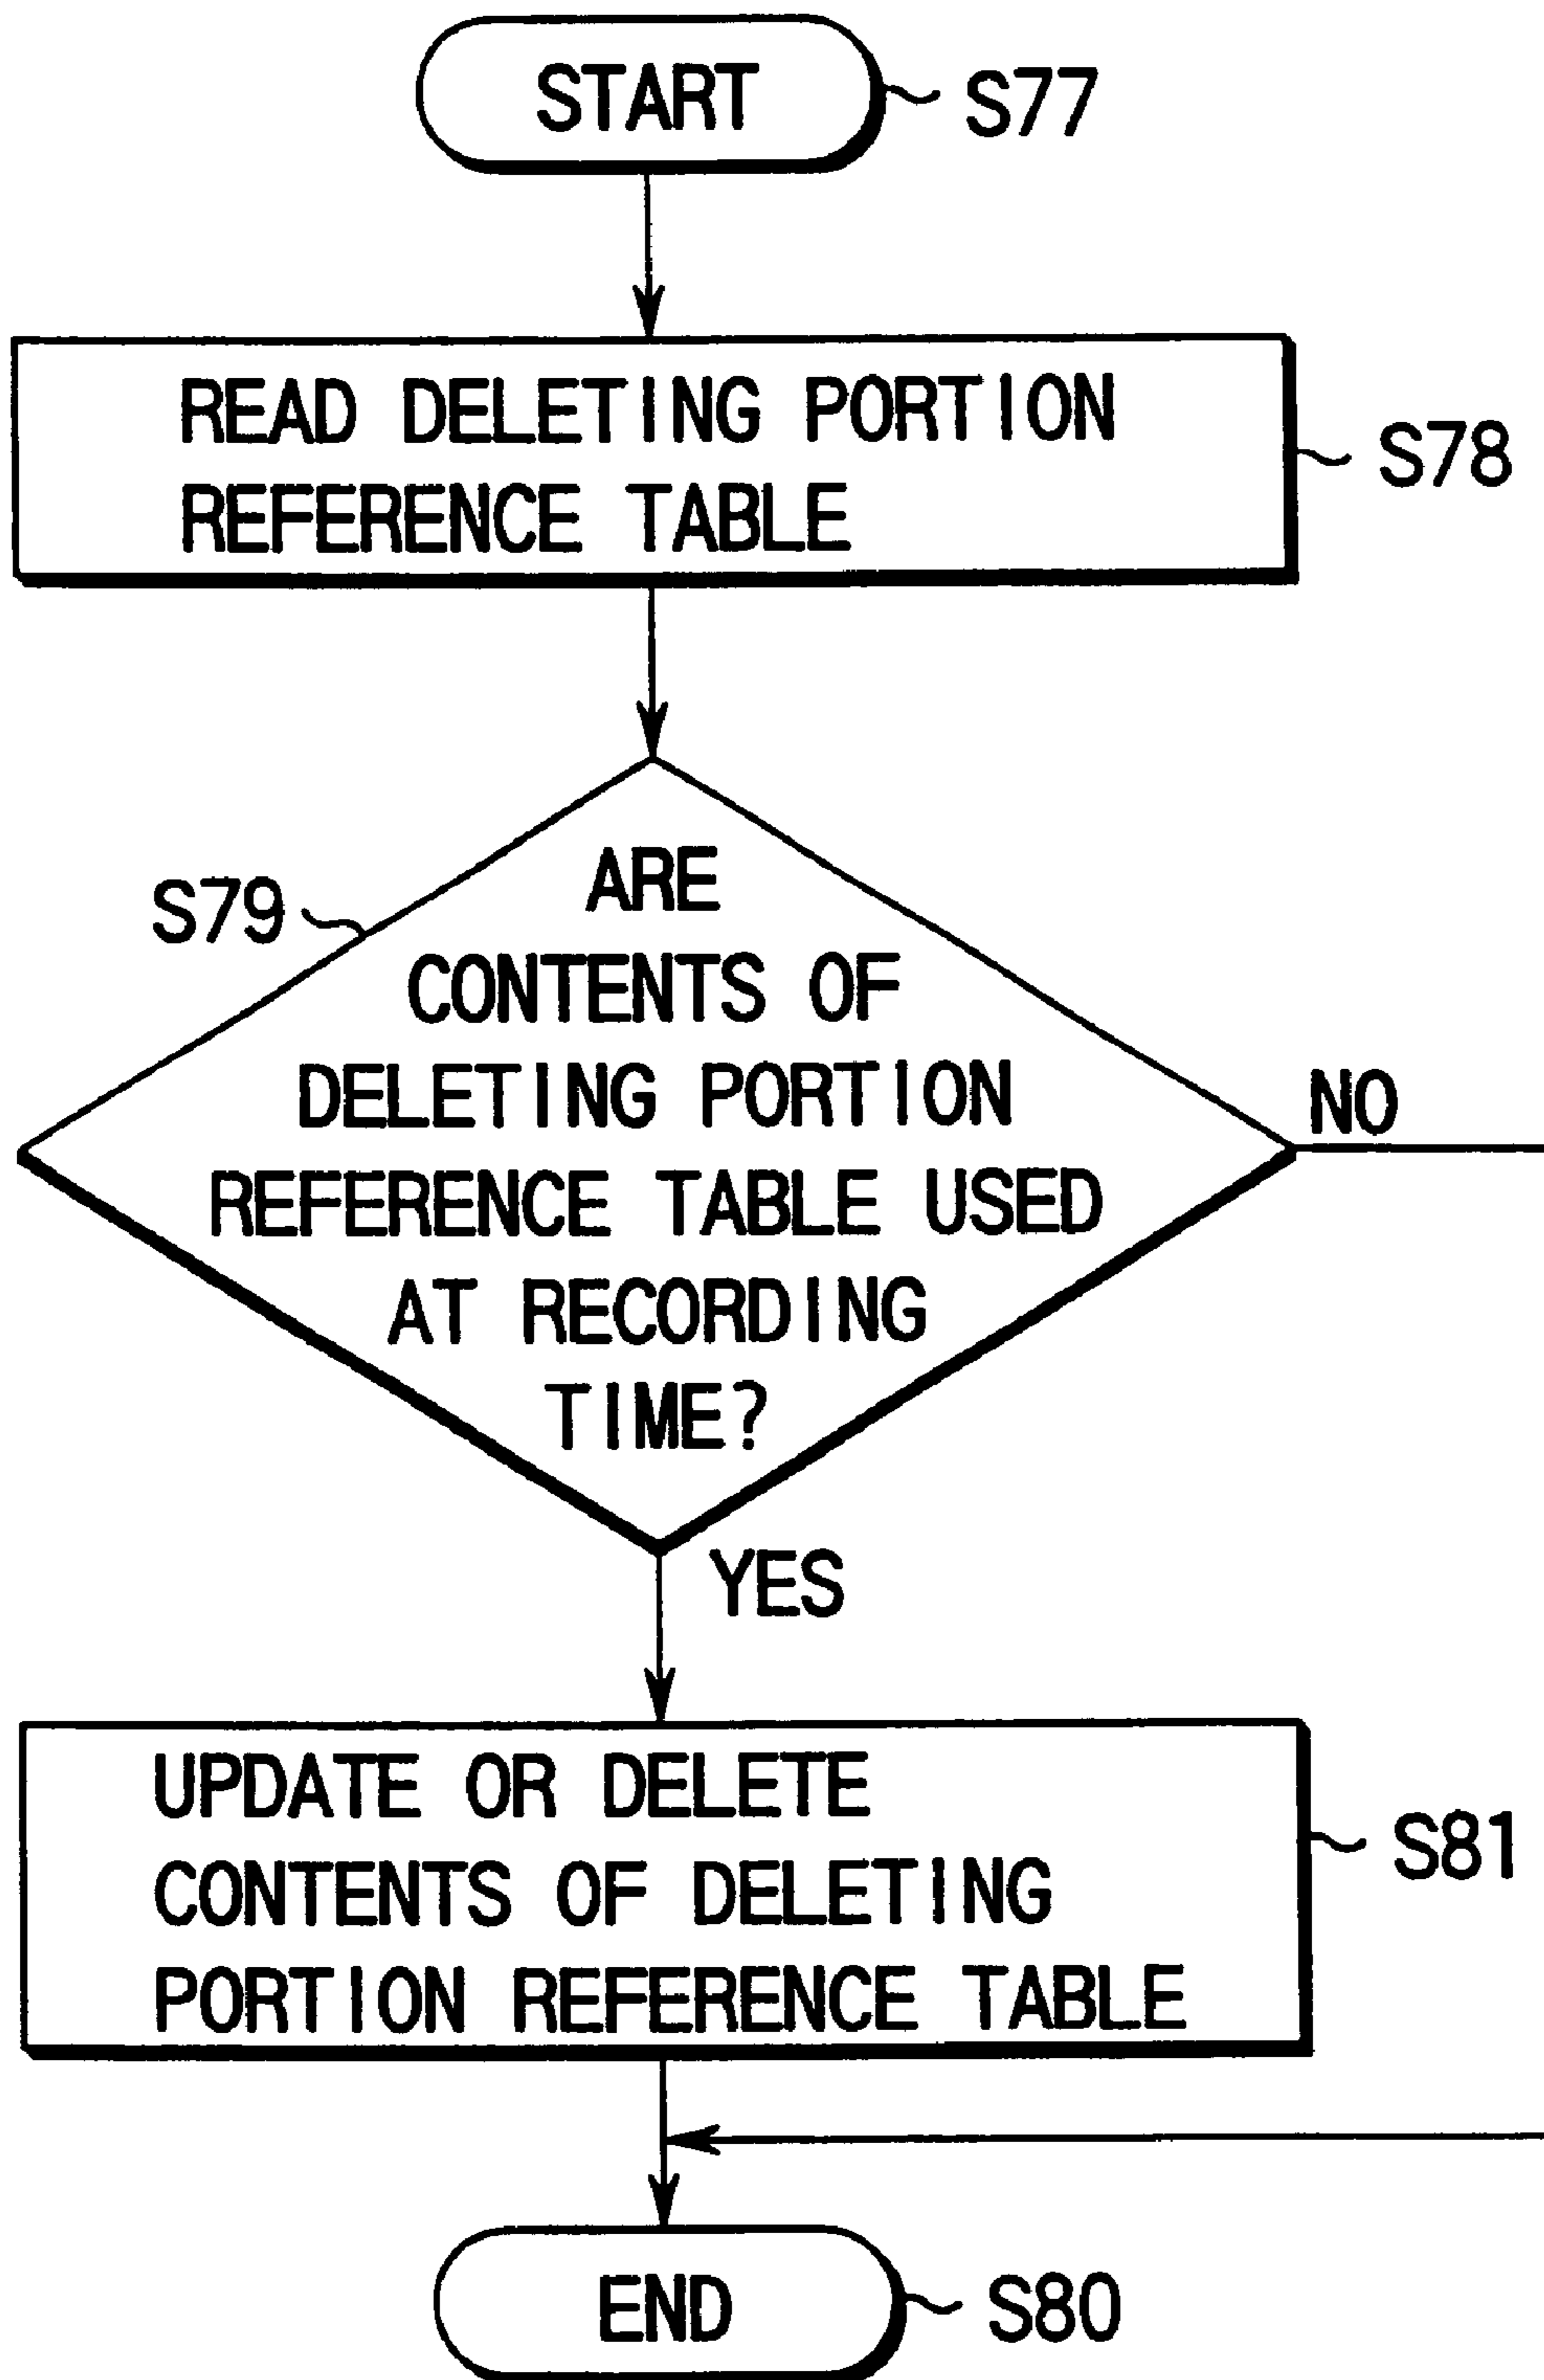 START
S77
READ DELETING PORTION
REFERENCE TABLE
S78
S79
ARE
CONTENTS OF
DELETING PORTION
REFERENCE TABLE USED
AT RECORDING
TIME?
NO
YES
UPDATE OR DELETE
CONTENTS OF DELETING
PORTION REFERENCE TABLE
S81
END
S80